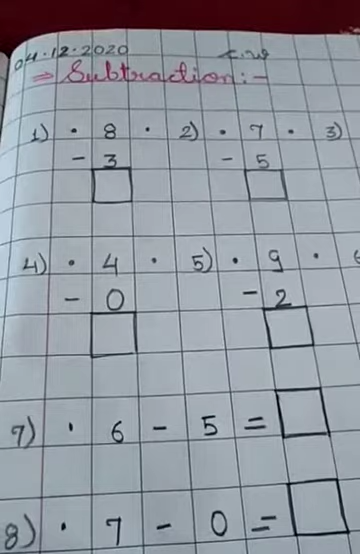 04.12.2020 C.W
⇒ Subtraction:-
1) • 8 • 2) • 7 • 3)
- 3 - 5
4) • 4 • 5) • 9 • 6
- 0 - 2
7) • 6 - 5 =
8) • 7 - 0 =